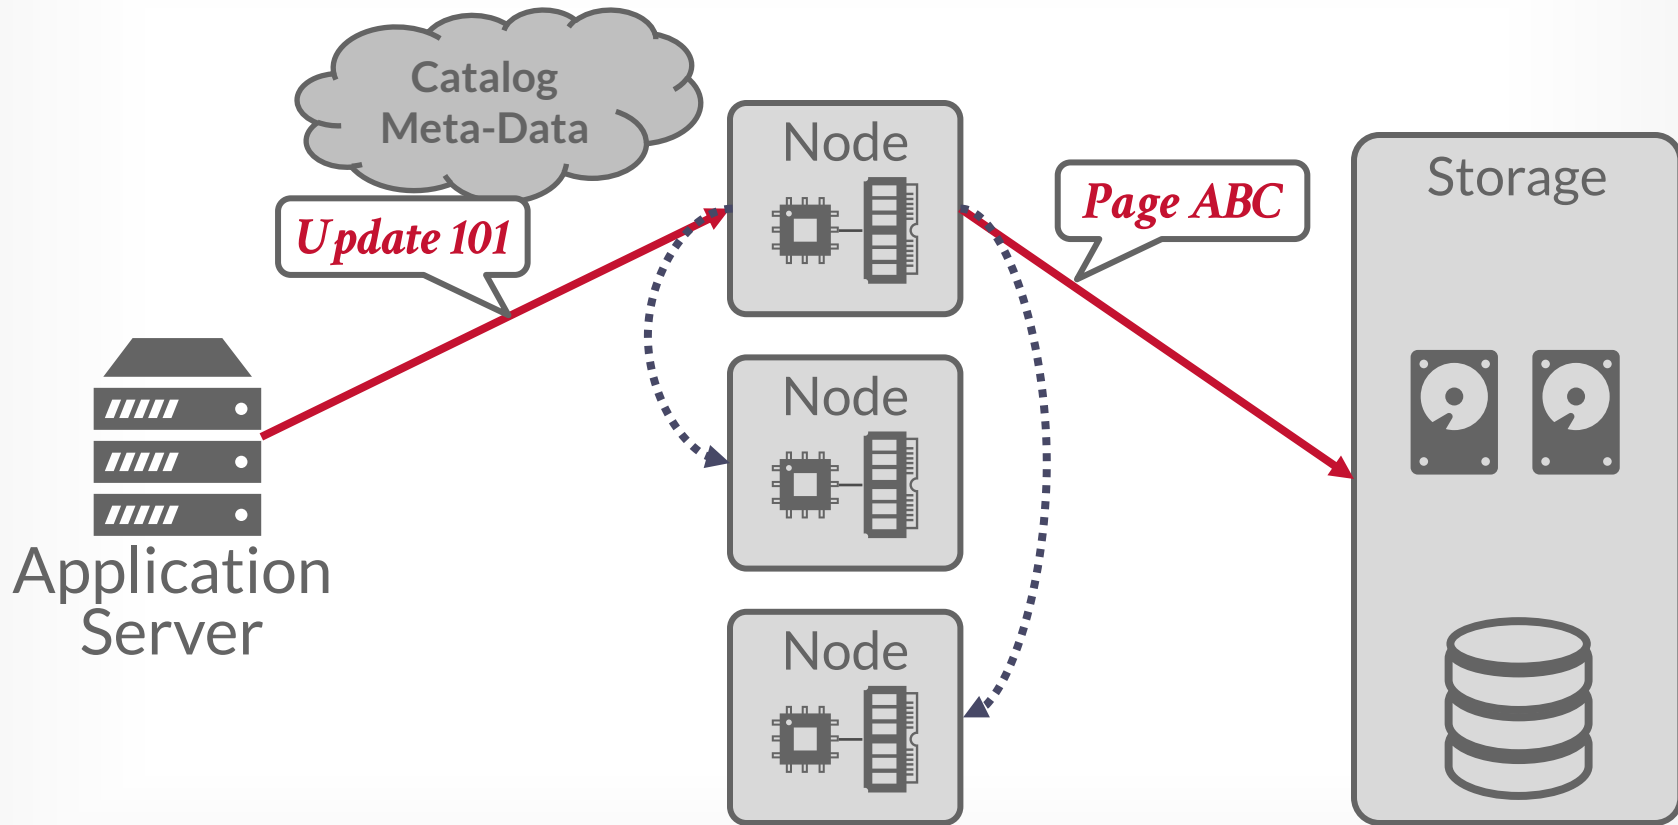 Catalog
Meta-Data
Update 101
Node
Page ABC
Storage
Node
Application
Server
Node